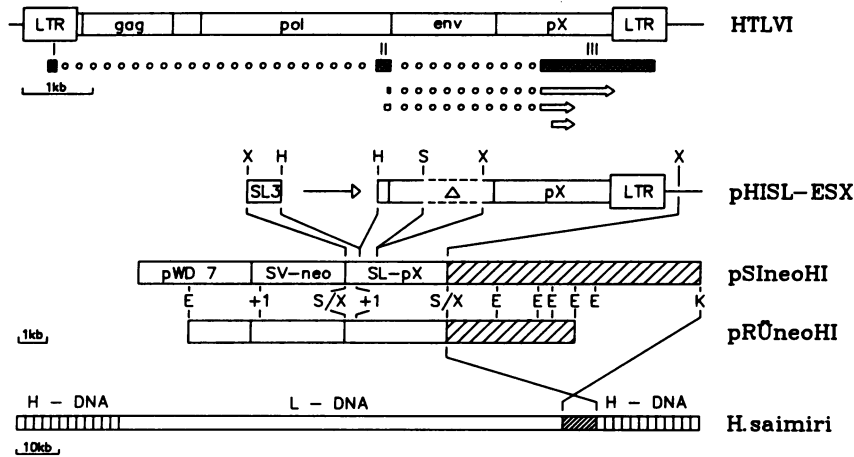 LTR gag pol env pX LTR HTLVI
I II III
1kb
X H H S X X
SL3 Δ pX LTR pHISL-ESX
pWD 7 SV-neo SL-pX pSIneoHI
E +1 S/X +1 S/X E E E E E K
1kb pRŨneoHI
H - DNA L - DNA H - DNA
H.saimiri
10kb